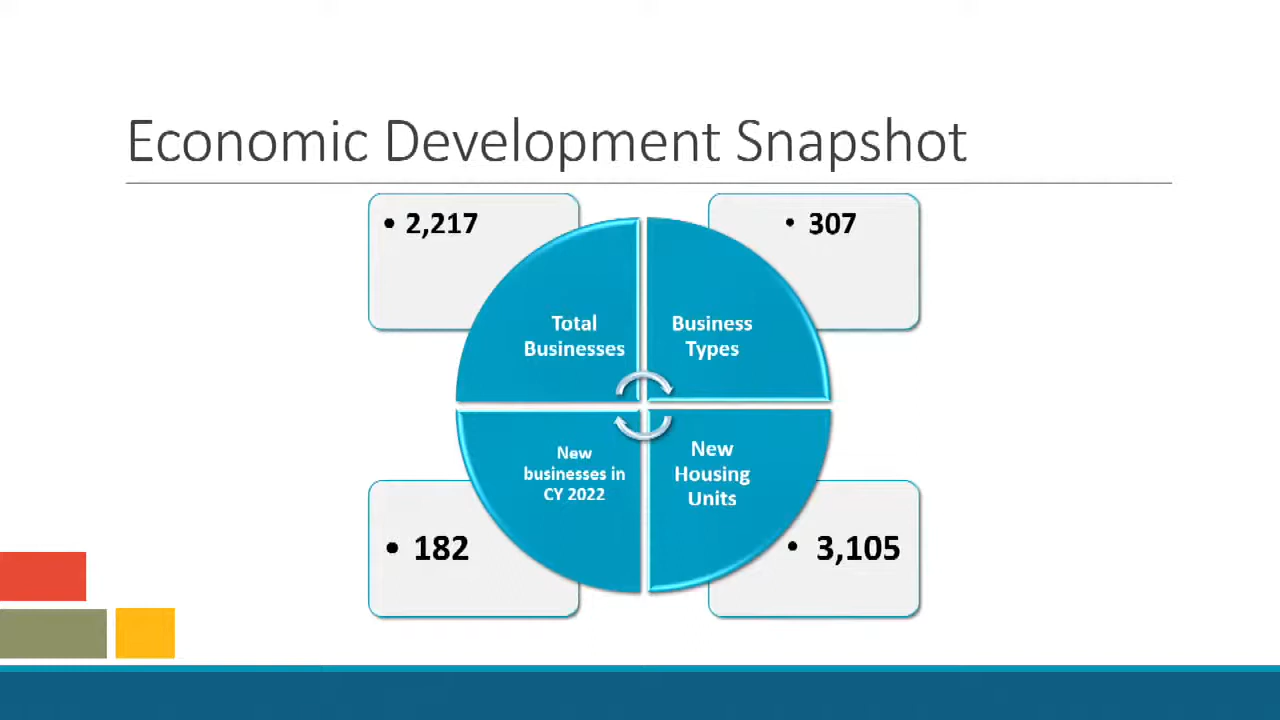 Economic Development Snapshot
• 2,217
• 307
Total
Businesses
Business
Types
New
businesses in
CY 2022
New
Housing
Units
• 182
• 3,105